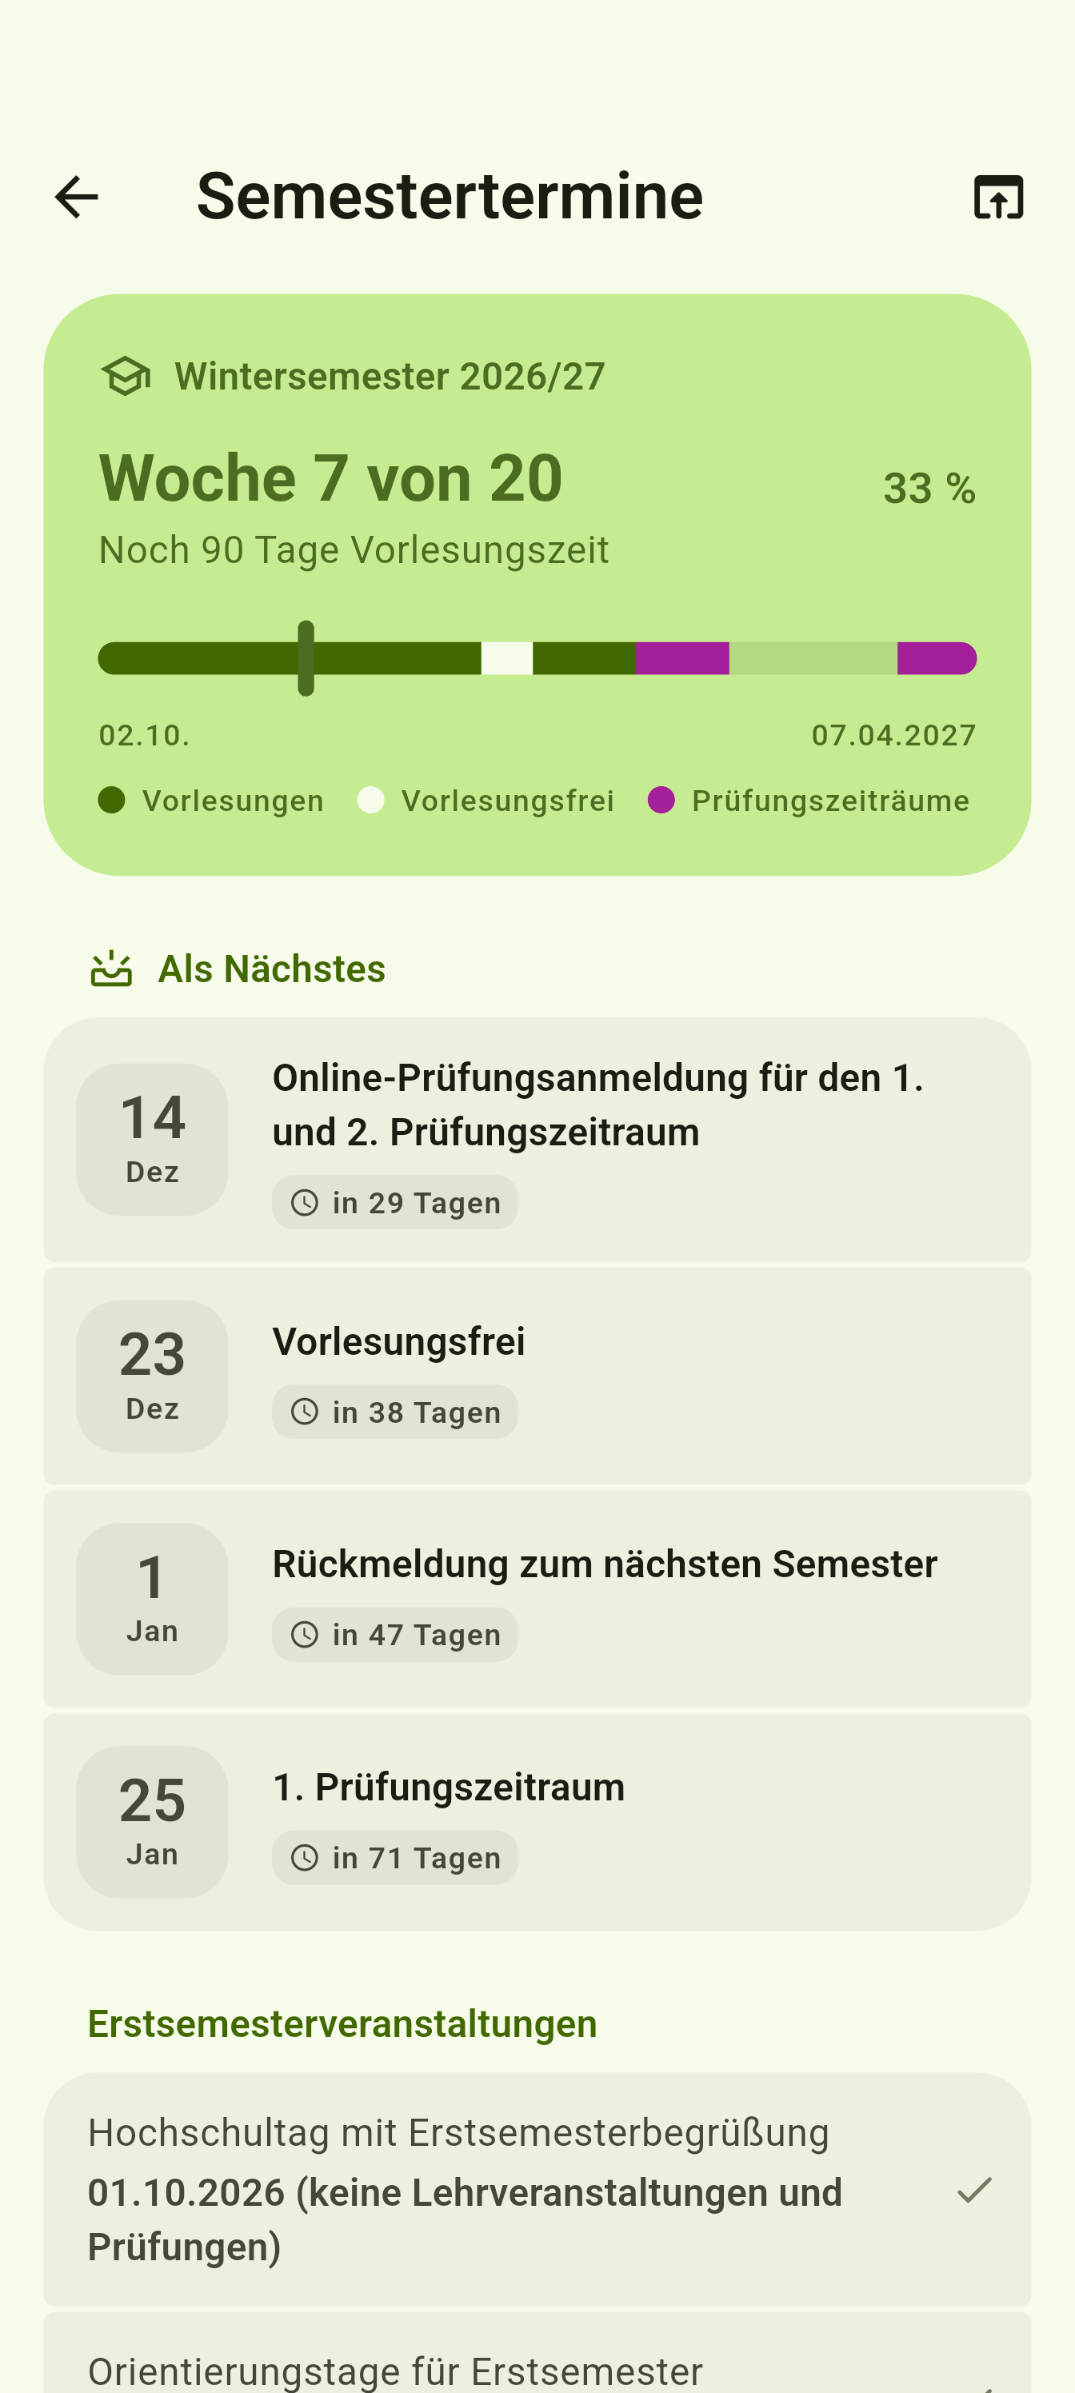 Semestertermine
Wintersemester 2026/27
Woche 7 von 20
33 %
Noch 90 Tage Vorlesungszeit
02.10.
07.04.2027
Vorlesungen
Vorlesungsfrei
Prüfungszeiträume
Als Nächstes
14
Dez
Online-Prüfungsanmeldung für den 1.
und 2. Prüfungszeitraum
in 29 Tagen
23
Dez
Vorlesungsfrei
in 38 Tagen
1
Jan
Rückmeldung zum nächsten Semester
in 47 Tagen
25
Jan
1. Prüfungszeitraum
in 71 Tagen
Erstsemesterveranstaltungen
Hochschultag mit Erstsemesterbegrüßung
01.10.2026 (keine Lehrveranstaltungen und
Prüfungen)
Orientierungstage für Erstsemester